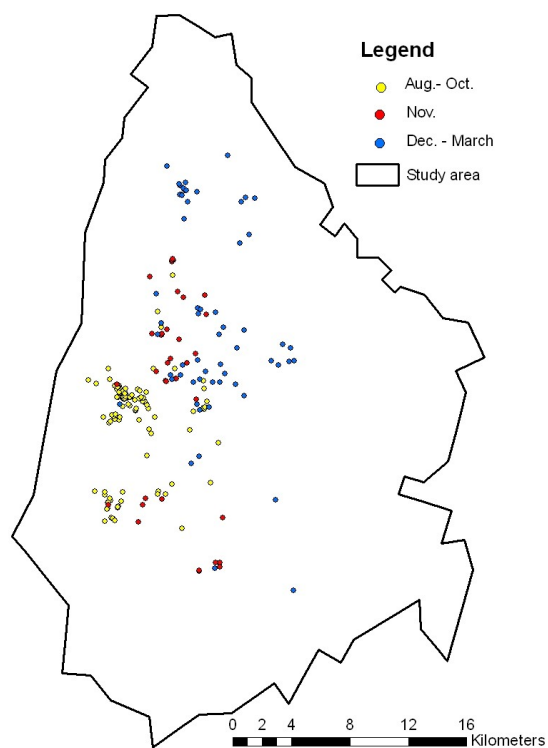 Legend
Aug.- Oct.
Nov.
Dec. - March
Study area
0 2 4 8 12 16
Kilometers